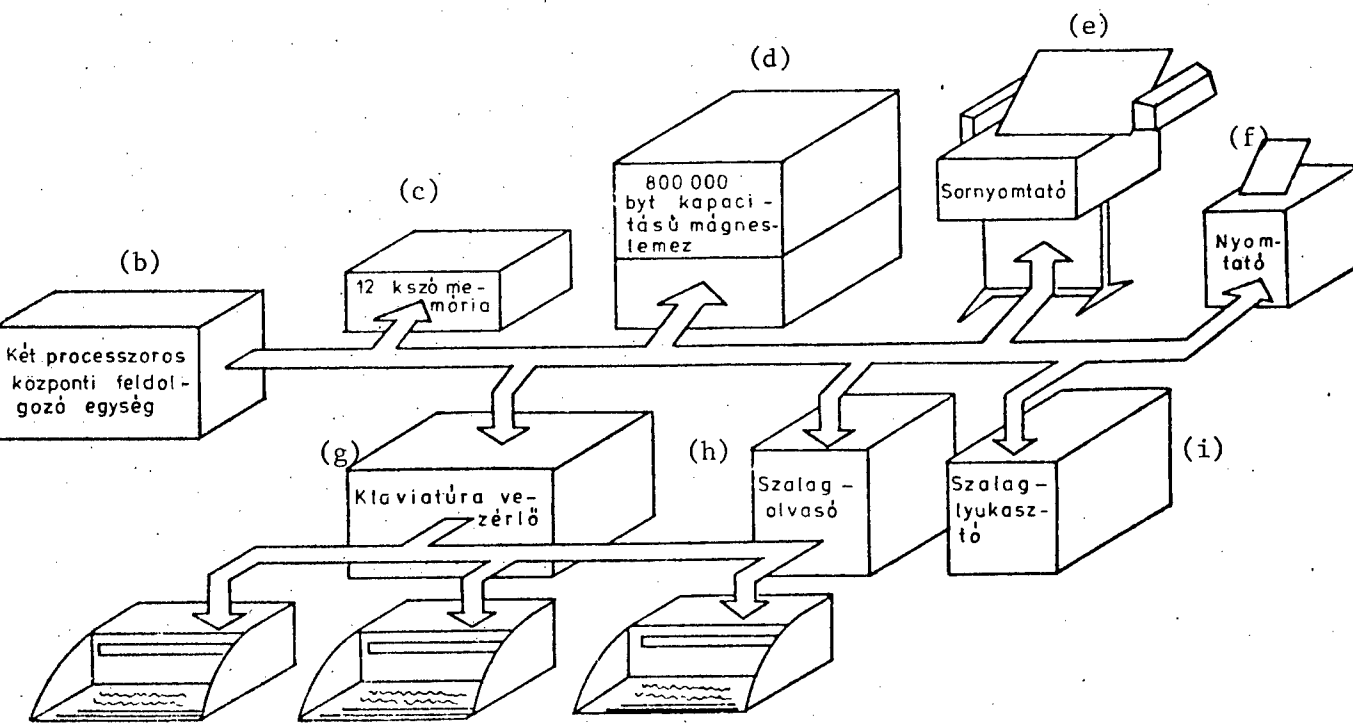 (e)
(d)
(f)
(c)
800 000
byt kapaci-
tású mágnes-
lemez
Sornyomtató
Nyom-
tató
(b)
12 kszó me-
mória
Két processzoros
központi feldol-
gozó egység
(g)
(h)
(i)
Klaviatúra ve-
zérlő
Szalag-
olvasó
Szalag-
lyukasz-
tó